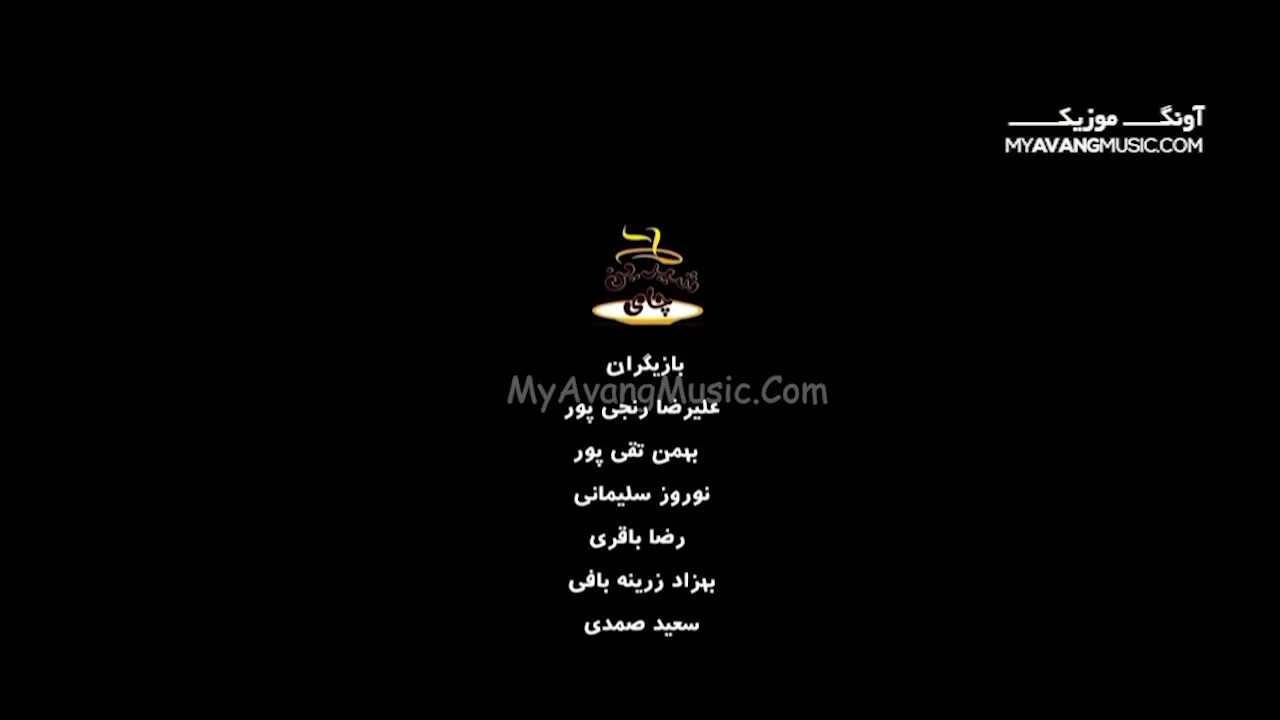 آونگ موزیک
MYAVANGMUSIC.COM
چای
بازیگران
MyAvangMusic.Com
علیرضا رنجی پور
بهمن تقی پور
نوروز سلیمانی
رضا باقری
بهزاد زرینه بافی
سعید صمدی